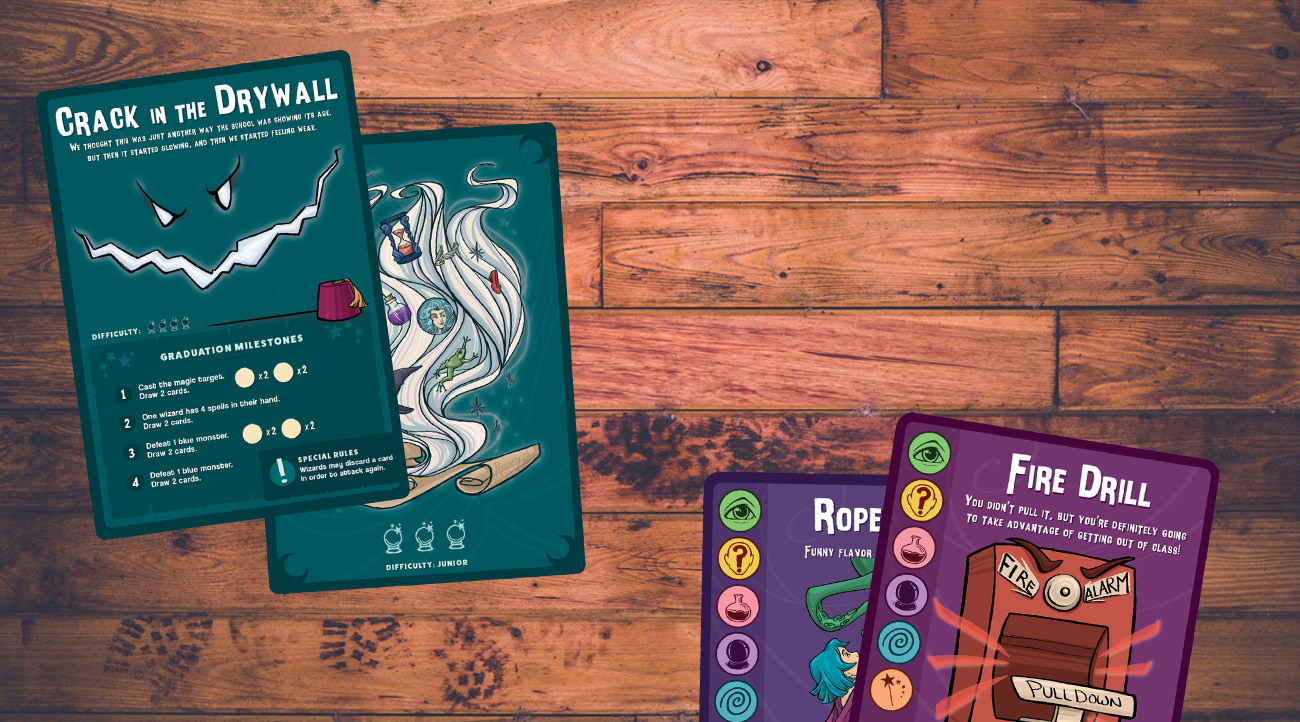 Crack in the Drywall
We thought this was just another way the school was showing its age.
But then it started glowing, and then we started feeling weak.
Difficulty:
Graduation Milestones
1 Cast the magic target. x2 x2
Draw 2 cards.
2 One wizard has 4 spells in their hand.
Draw 2 cards.
3 Defeat 1 blue monster. x2 x2
Draw 2 cards.
4 Defeat 1 blue monster.
Draw 2 cards.
! Special Rules
Wizards may discard a card
in order to attack again.
Difficulty: Junior
Rope
Funny flavor
?
Fire Drill
You didn't pull it, but you're definitely going
to take advantage of getting out of class!
?
FIRE ALARM
PULL DOWN